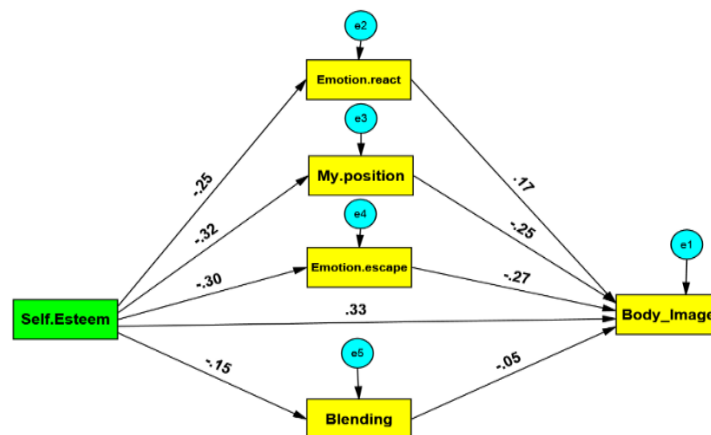 e2
Emotion.react
e3
-.25
My.position
.17
-.32
e4
-.25
e1
-.30
Emotion.escape
-.27
Self.Esteem
.33
Body_Image
-.15
e5
-.05
Blending